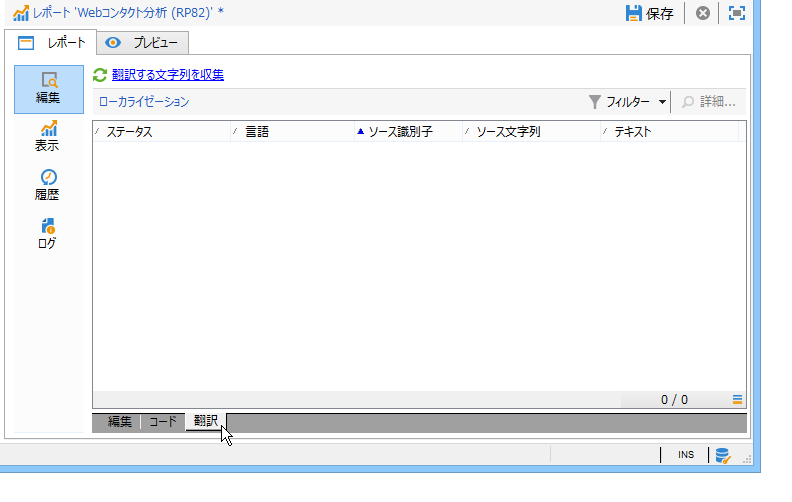 レポート 'Webコンタクト分析 (RP82)' *
保存
レポート プレビュー
編集
表示
履歴
ログ
翻訳する文字列を収集
ローカライゼーション フィルター 詳細...
ステータス 言語 ソース識別子 ソース文字列 テキスト
0 / 0
編集 コード 翻訳
INS